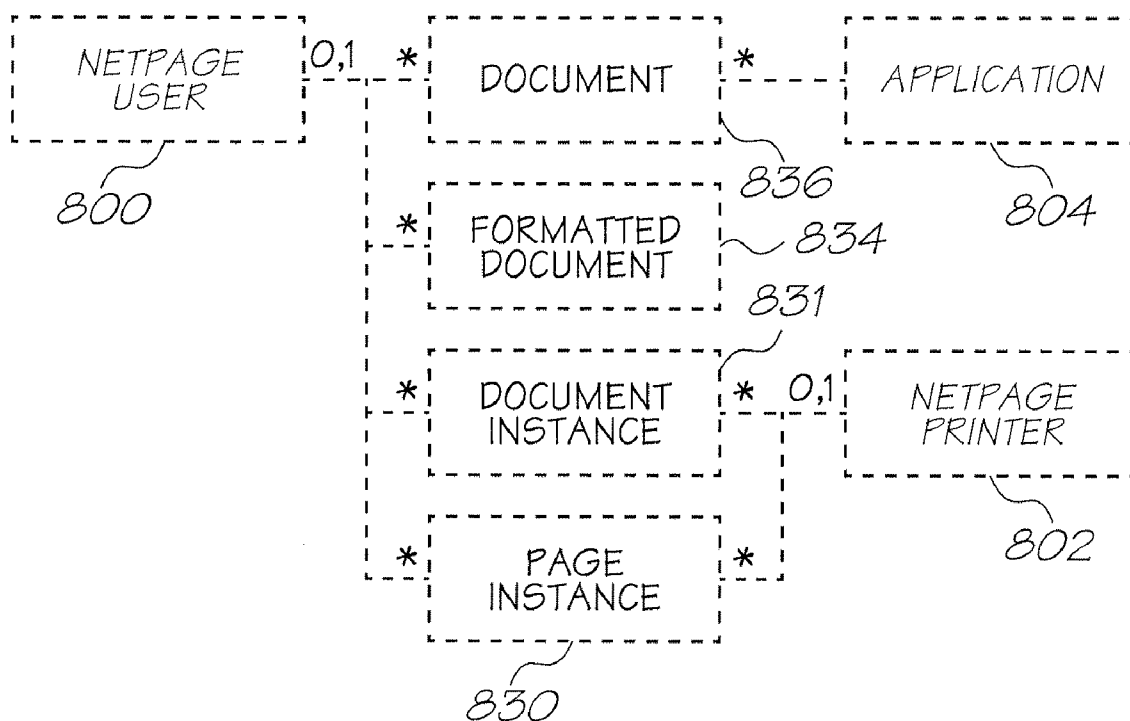 NETPAGE
USER
0,1
*
DOCUMENT
*
APPLICATION
800
836
804
*
FORMATTED
DOCUMENT
834
831
*
DOCUMENT
INSTANCE
*
0,1
NETPAGE
PRINTER
802
*
PAGE
INSTANCE
*
830